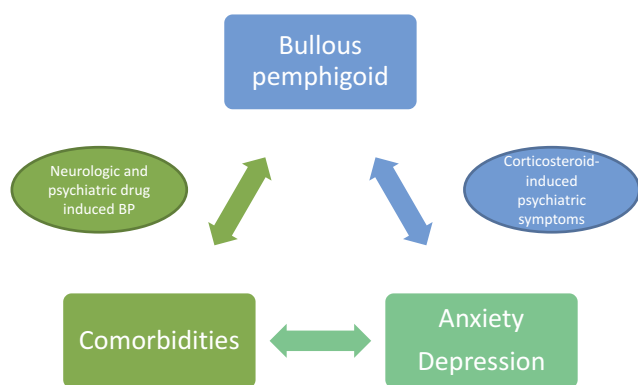 Bullous
pemphigoid
Neurologic and
psychiatric drug
induced BP
Corticosteroid-
induced
psychiatric
symptoms
Comorbidities
Anxiety
Depression